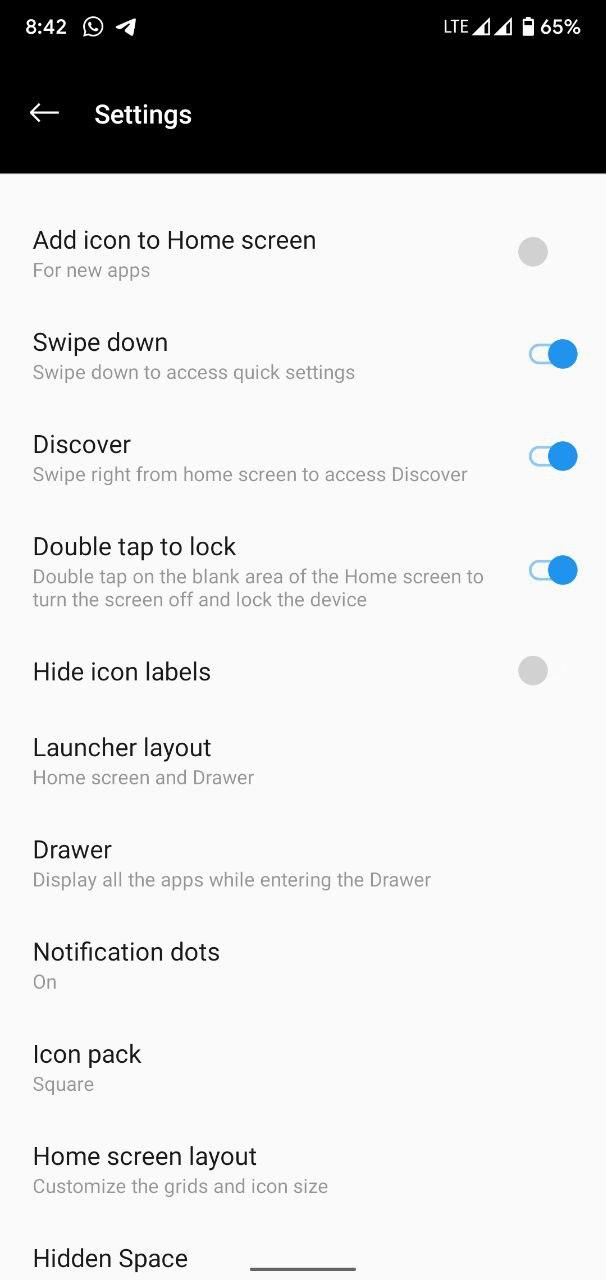 8:42 LTE 65%
Settings
Add icon to Home screen
For new apps
Swipe down
Swipe down to access quick settings
Discover
Swipe right from home screen to access Discover
Double tap to lock
Double tap on the blank area of the Home screen to
turn the screen off and lock the device
Hide icon labels
Launcher layout
Home screen and Drawer
Drawer
Display all the apps while entering the Drawer
Notification dots
On
Icon pack
Square
Home screen layout
Customize the grids and icon size
Hidden Space